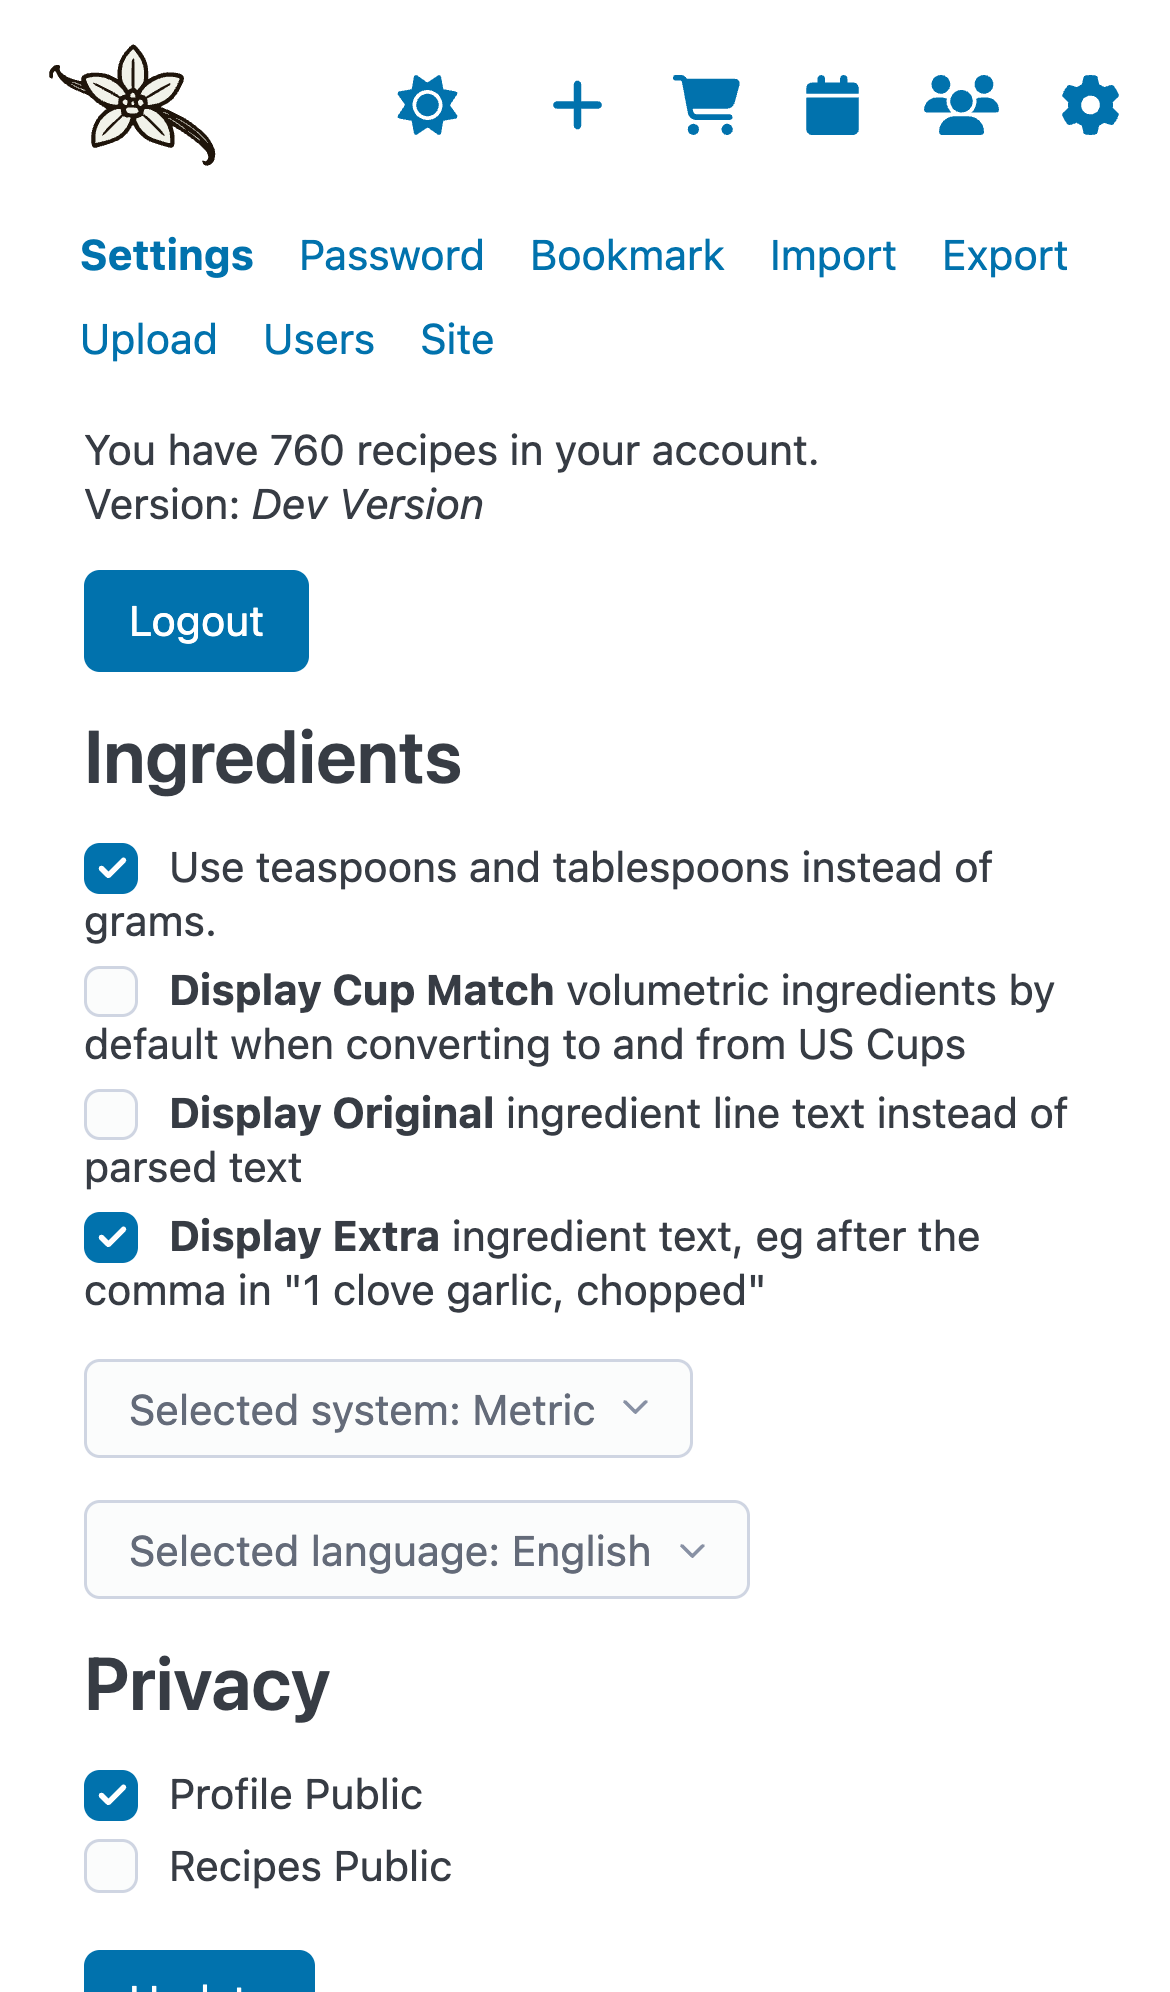 Settings Password Bookmark Import Export
Upload Users Site
You have 760 recipes in your account.
Version: Dev Version
Logout
Ingredients
Use teaspoons and tablespoons instead of
grams.
Display Cup Match volumetric ingredients by
default when converting to and from US Cups
Display Original ingredient line text instead of
parsed text
Display Extra ingredient text, eg after the
comma in "1 clove garlic, chopped"
Selected system: Metric
Selected language: English
Privacy
Profile Public
Recipes Public